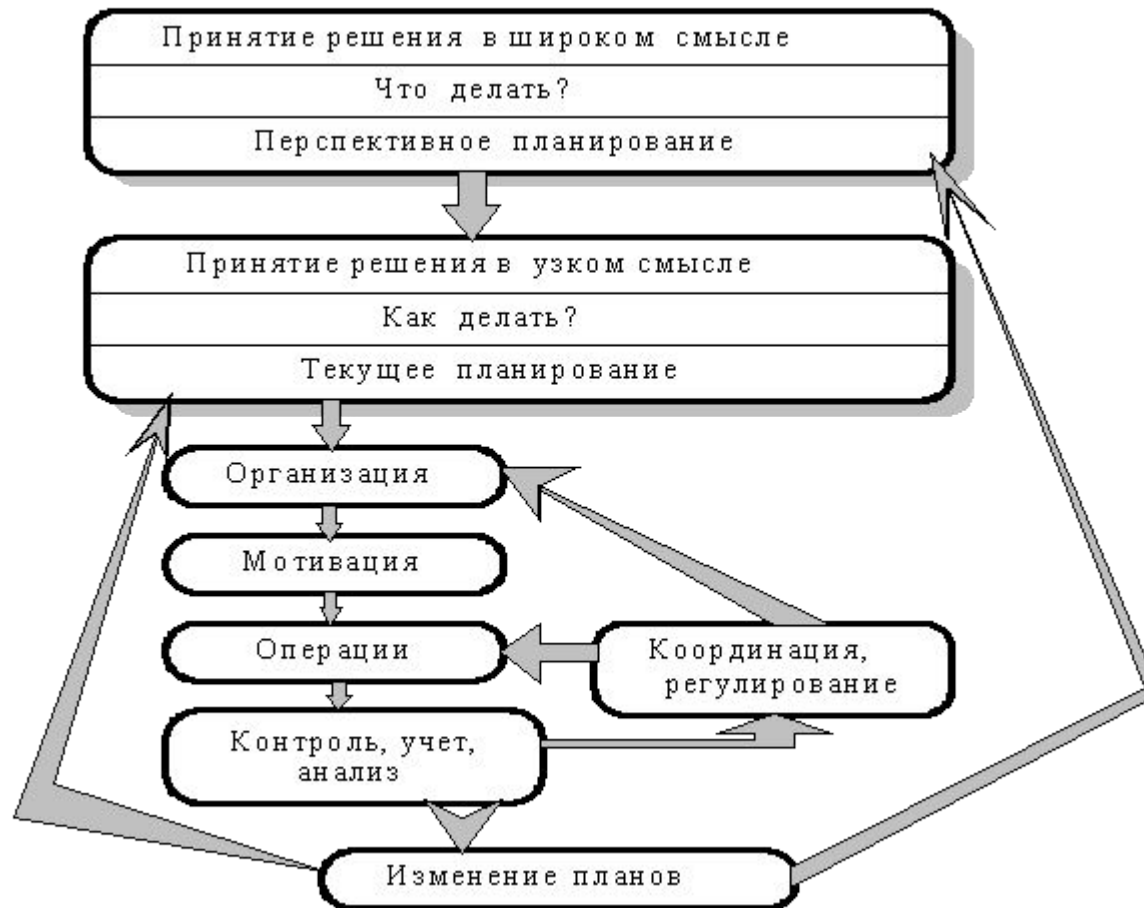 Принятие решения в широком смысле
Что делать?
Перспективное планирование
Принятие решения в узком смысле
Как делать?
Текущее планирование
Организация
Мотивация
Операции
Координация,
регулирование
Контроль, учет,
анализ
Изменение планов